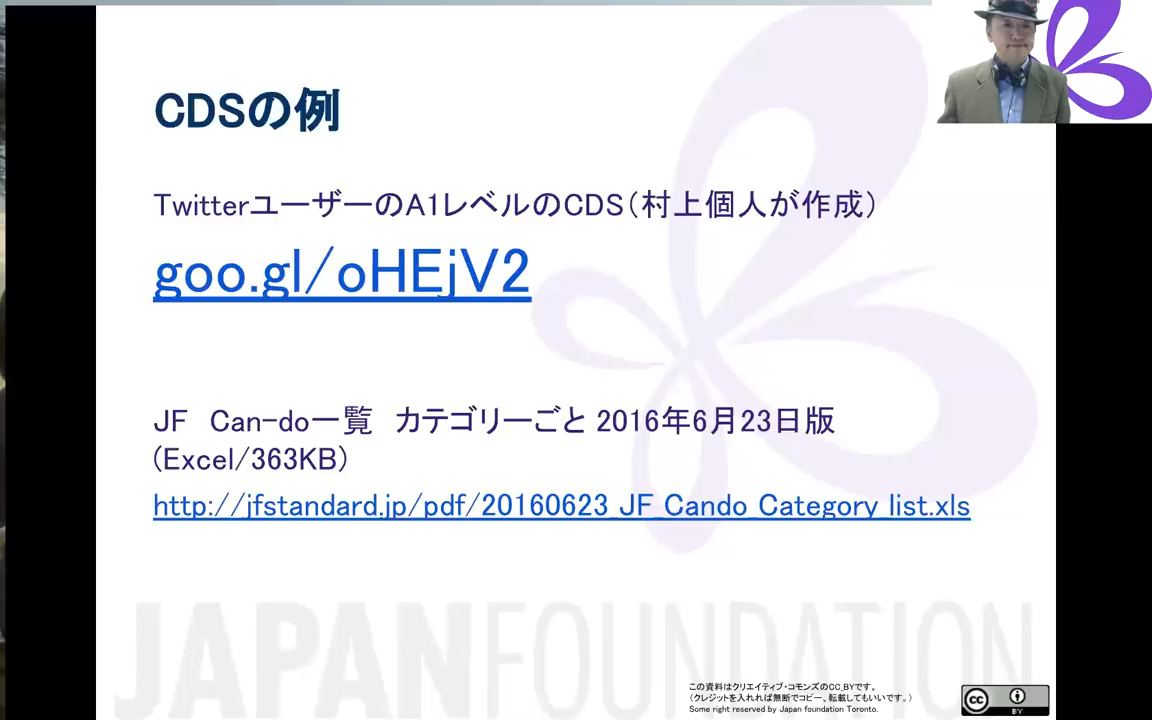 CDSの例
TwitterユーザーのA1レベルのCDS（村上個人が作成）
goo.gl/oHEjV2
JF　Can-do一覧　カテゴリーごと 2016年6月23日版
(Excel/363KB)
http://jfstandard.jp/pdf/20160623_JF_Cando_Category_list.xls
JAPANFOUNDATION
この資料はクリエイティブ・コモンズのCC_BYです。
（クレジットを入れれば無断でコピー、転載してもいいです。）
Some right reserved by Japan foundation Toronto.
cc
BY